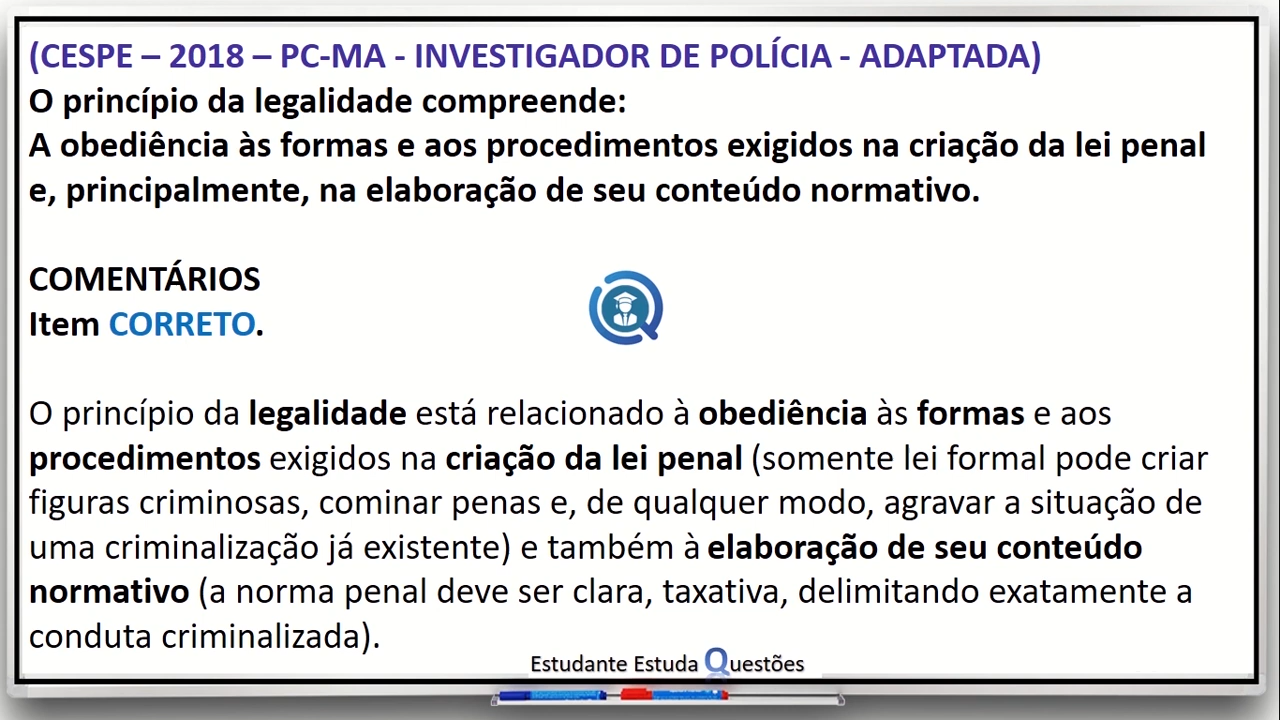 (CESPE – 2018 – PC-MA - INVESTIGADOR DE POLÍCIA - ADAPTADA)
O princípio da legalidade compreende:
A obediência às formas e aos procedimentos exigidos na criação da lei penal
e, principalmente, na elaboração de seu conteúdo normativo.
COMENTÁRIOS
Item CORRETO.
O princípio da legalidade está relacionado à obediência às formas e aos
procedimentos exigidos na criação da lei penal (somente lei formal pode criar
figuras criminosas, cominar penas e, de qualquer modo, agravar a situação de
uma criminalização já existente) e também à elaboração de seu conteúdo
normativo (a norma penal deve ser clara, taxativa, delimitando exatamente a
conduta criminalizada).
Estudante Estuda Questões